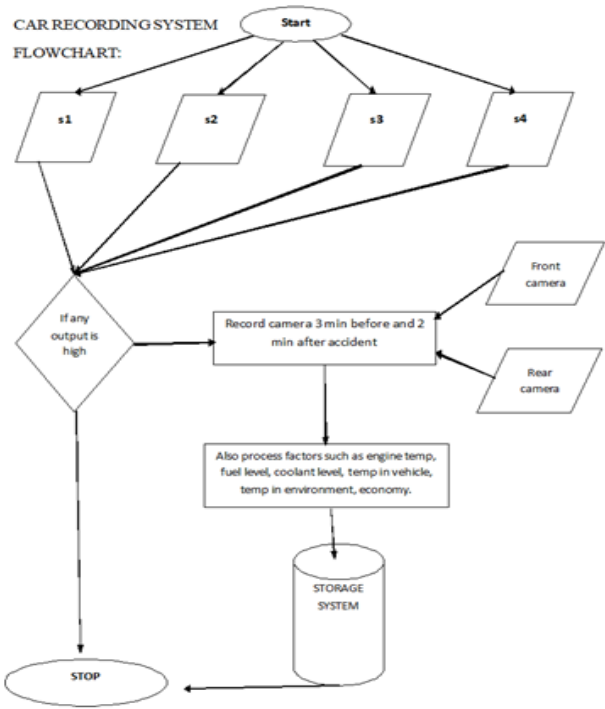 CAR RECORDING SYSTEM
FLOWCHART:
Start
s1
s2
s3
s4
If any
output is
high
Record camera 3 min before and 2
min after accident
Front
camera
Rear
camera
Also process factors such as engine temp,
fuel level, coolant level, temp in vehicle,
temp in environment, economy.
STORAGE
SYSTEM
STOP